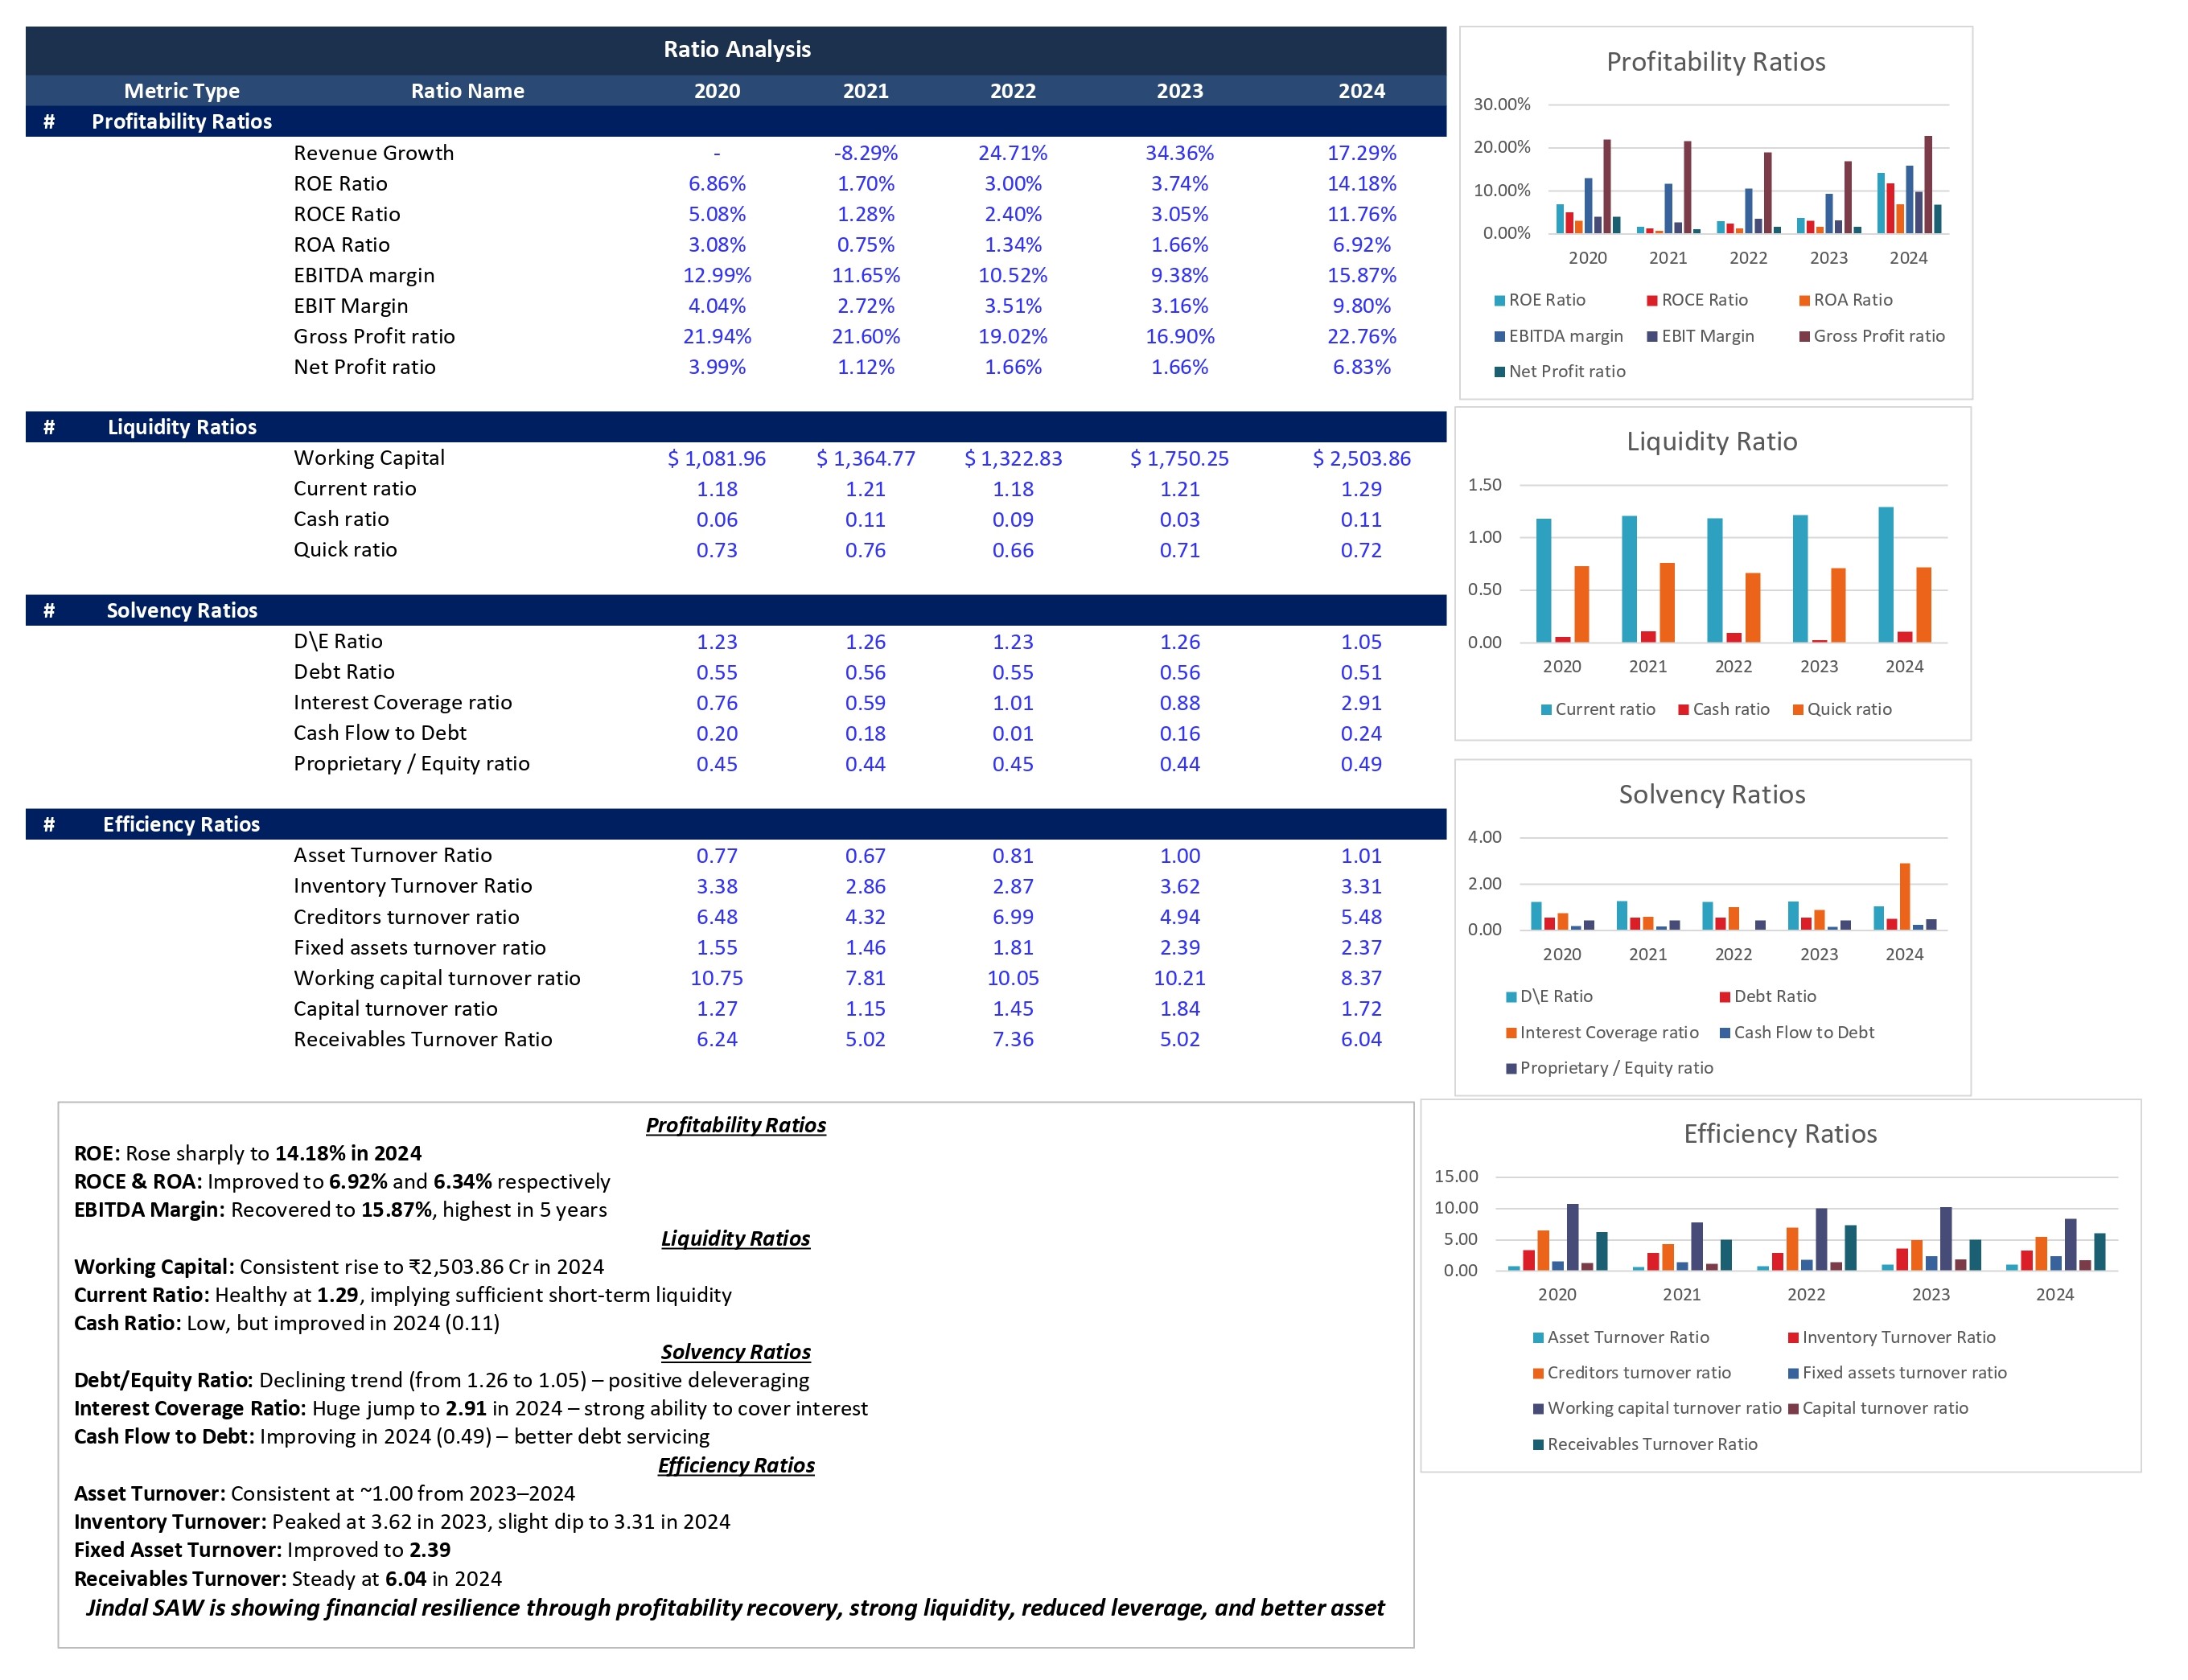 Ratio Analysis
Metric Type Ratio Name 2020 2021 2022 2023 2024
# Profitability Ratios
Revenue Growth - -8.29% 24.71% 34.36% 17.29%
ROE Ratio 6.86% 1.70% 3.00% 3.74% 14.18%
ROCE Ratio 5.08% 1.28% 2.40% 3.05% 11.76%
ROA Ratio 3.08% 0.75% 1.34% 1.66% 6.92%
EBITDA margin 12.99% 11.65% 10.52% 9.38% 15.87%
EBIT Margin 4.04% 2.72% 3.51% 3.16% 9.80%
Gross Profit ratio 21.94% 21.60% 19.02% 16.90% 22.76%
Net Profit ratio 3.99% 1.12% 1.66% 1.66% 6.83%
# Liquidity Ratios
Working Capital $ 1,081.96 $ 1,364.77 $ 1,322.83 $ 1,750.25 $ 2,503.86
Current ratio 1.18 1.21 1.18 1.21 1.29
Cash ratio 0.06 0.11 0.09 0.03 0.11
Quick ratio 0.73 0.76 0.66 0.71 0.72
# Solvency Ratios
D\E Ratio 1.23 1.26 1.23 1.26 1.05
Debt Ratio 0.55 0.56 0.55 0.56 0.51
Interest Coverage ratio 0.76 0.59 1.01 0.88 2.91
Cash Flow to Debt 0.20 0.18 0.01 0.16 0.24
Proprietary / Equity ratio 0.45 0.44 0.45 0.44 0.49
# Efficiency Ratios
Asset Turnover Ratio 0.77 0.67 0.81 1.00 1.01
Inventory Turnover Ratio 3.38 2.86 2.87 3.62 3.31
Creditors turnover ratio 6.48 4.32 6.99 4.94 5.48
Fixed assets turnover ratio 1.55 1.46 1.81 2.39 2.37
Working capital turnover ratio 10.75 7.81 10.05 10.21 8.37
Capital turnover ratio 1.27 1.15 1.45 1.84 1.72
Receivables Turnover Ratio 6.24 5.02 7.36 5.02 6.04
Profitability Ratios
ROE: Rose sharply to 14.18% in 2024
ROCE & ROA: Improved to 6.92% and 6.34% respectively
EBITDA Margin: Recovered to 15.87%, highest in 5 years
Liquidity Ratios
Working Capital: Consistent rise to ₹2,503.86 Cr in 2024
Current Ratio: Healthy at 1.29, implying sufficient short-term liquidity
Cash Ratio: Low, but improved in 2024 (0.11)
Solvency Ratios
Debt/Equity Ratio: Declining trend (from 1.26 to 1.05) – positive deleveraging
Interest Coverage Ratio: Huge jump to 2.91 in 2024 – strong ability to cover interest
Cash Flow to Debt: Improving in 2024 (0.49) – better debt servicing
Efficiency Ratios
Asset Turnover: Consistent at ~1.00 from 2023–2024
Inventory Turnover: Peaked at 3.62 in 2023, slight dip to 3.31 in 2024
Fixed Asset Turnover: Improved to 2.39
Receivables Turnover: Steady at 6.04 in 2024
Jindal SAW is showing financial resilience through profitability recovery, strong liquidity, reduced leverage, and better asset
Profitability Ratios
30.00%
20.00%
10.00%
0.00%
2020 2021 2022 2023 2024
ROE Ratio ROCE Ratio ROA Ratio
EBITDA margin EBIT Margin Gross Profit ratio
Net Profit ratio
Liquidity Ratio
1.50
1.00
0.50
0.00
2020 2021 2022 2023 2024
Current ratio Cash ratio Quick ratio
Solvency Ratios
4.00
2.00
0.00
2020 2021 2022 2023 2024
D\E Ratio Debt Ratio
Interest Coverage ratio Cash Flow to Debt
Proprietary / Equity ratio
Efficiency Ratios
15.00
10.00
5.00
0.00
2020 2021 2022 2023 2024
Asset Turnover Ratio Inventory Turnover Ratio
Creditors turnover ratio Fixed assets turnover ratio
Working capital turnover ratio Capital turnover ratio
Receivables Turnover Ratio